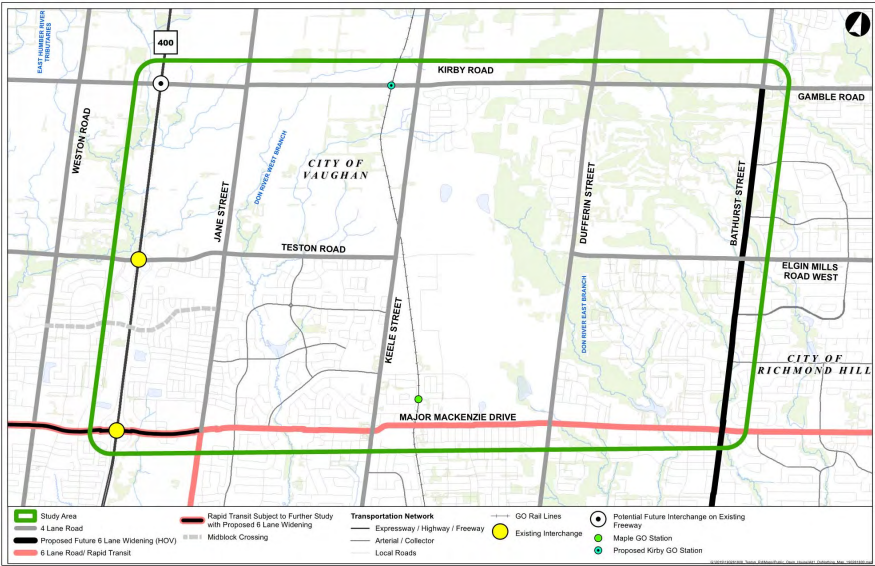 400
EAST HUMBER RIVER
TRIBUTARIES
KIRBY ROAD
GAMBLE ROAD
WESTON ROAD
DON RIVER WEST BRANCH
CITY OF
VAUGHAN
JANE STREET
DUFFERIN STREET
BATHURST STREET
TESTON ROAD
ELGIN MILLS
ROAD WEST
KEELE STREET
DON RIVER EAST BRANCH
CITY OF
RICHMOND HILL
MAJOR MACKENZIE DRIVE
Study Area
4 Lane Road
Proposed Future 6 Lane Widening (HOV)
6 Lane Road/ Rapid Transit
Rapid Transit Subject to Further Study
with Proposed 6 Lane Widening
Midblock Crossing
Transportation Network
Expressway / Highway / Freeway
Arterial / Collector
Local Roads
GO Rail Lines
Existing Interchange
Potential Future Interchange on Existing
Freeway
Maple GO Station
Proposed Kirby GO Station